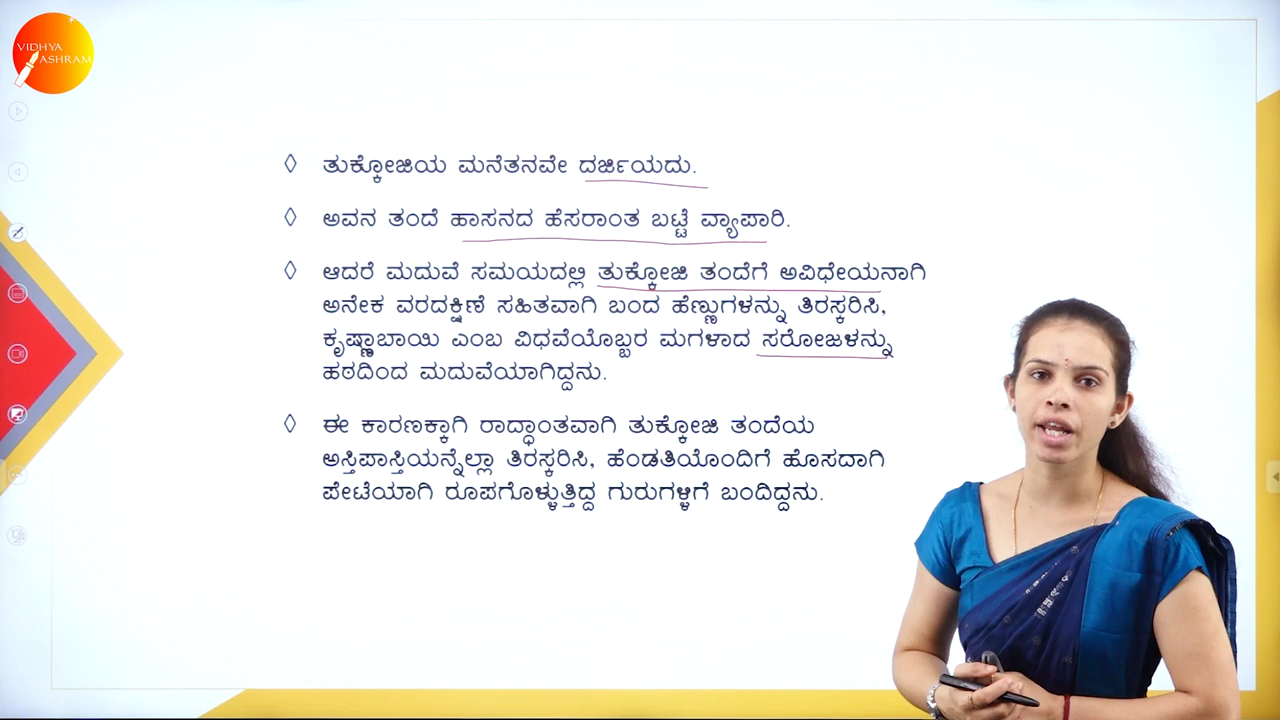 VIDHYA
ASHRAM
◊ ತುಕ್ಕೋಜಿಯ ಮನೆತನವೇ ದರ್ಜಿಯದು.
◊ ಅವನ ತಂದೆ ಹಾಸನದ ಹೆಸರಾಂತ ಬಟ್ಟೆ ವ್ಯಾಪಾರಿ.
◊ ಆದರೆ ಮದುವೆ ಸಮಯದಲ್ಲಿ ತುಕ್ಕೋಜಿ ತಂದೆಗೆ ಅವಿಧೇಯನಾಗಿ
ಅನೇಕ ವರದಕ್ಷಿಣೆ ಸಹಿತವಾಗಿ ಬಂದ ಹೆಣ್ಣುಗಳನ್ನು ತಿರಸ್ಕರಿಸಿ,
ಕೃಷ್ಣಾಬಾಯಿ ಎಂಬ ವಿಧವೆಯೊಬ್ಬರ ಮಗಳಾದ ಸರೋಜಳನ್ನು
ಹಠದಿಂದ ಮದುವೆಯಾಗಿದ್ದನು.
◊ ಈ ಕಾರಣಕ್ಕಾಗಿ ರಾದ್ಧಾಂತವಾಗಿ ತುಕ್ಕೋಜಿ ತಂದೆಯ
ಅಸ್ತಿಪಾಸ್ತಿಯನ್ನೆಲ್ಲಾ ತಿರಸ್ಕರಿಸಿ, ಹೆಂಡತಿಯೊಂದಿಗೆ ಹೊಸದಾಗಿ
ಪೇಟೆಯಾಗಿ ರೂಪಗೊಳ್ಳುತ್ತಿದ್ದ ಗುರುಗಳ್ಳಿಗೆ ಬಂದಿದ್ದನು.